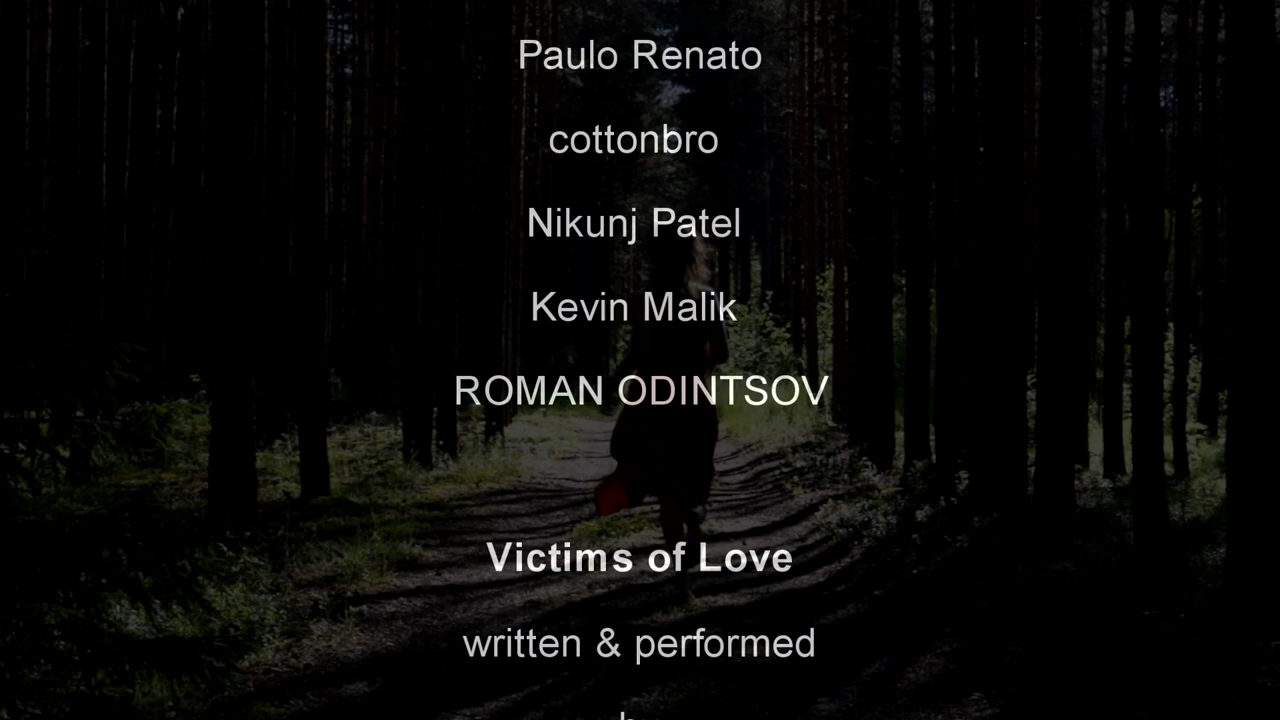 Paulo Renato
cottonbro
Nikunj Patel
Kevin Malik
ROMAN ODINTSOV
Victims of Love
written & performed